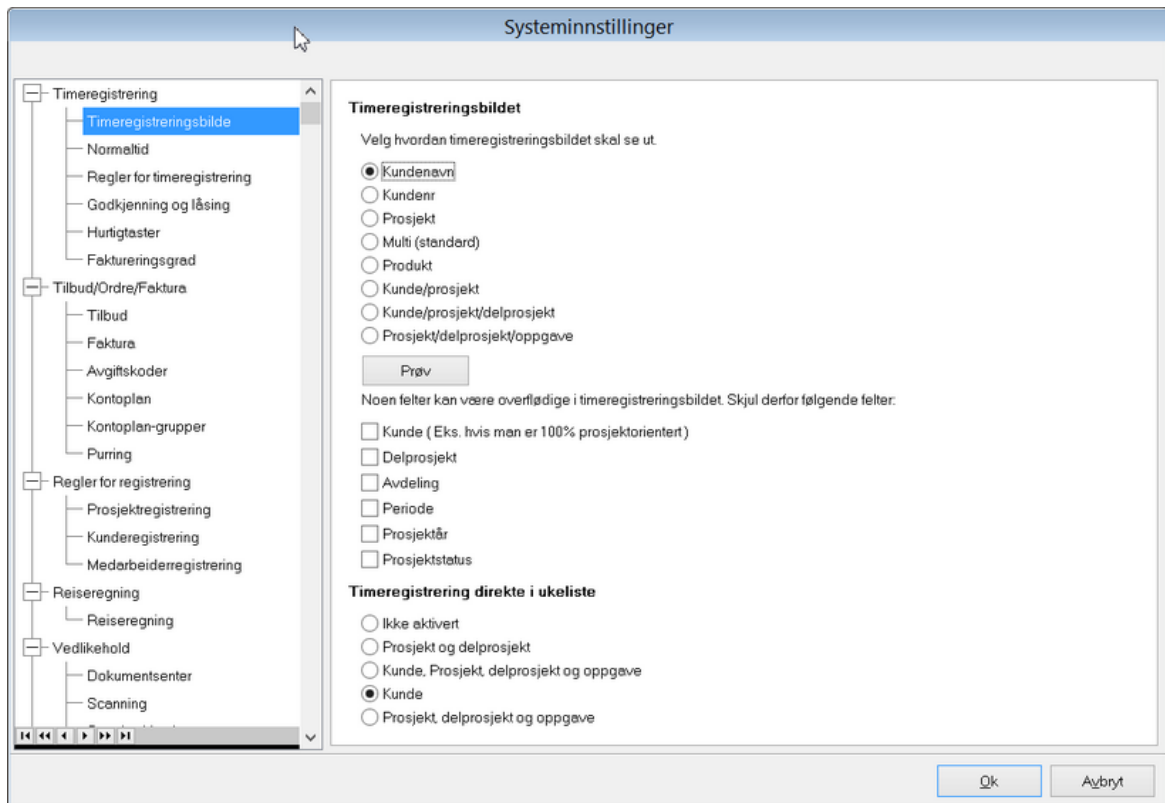 Systeminnstillinger
Timeregistrering
Timeregistreringsbilde
Normaltid
Regler for timeregistrering
Godkjenning og låsing
Hurtigtaster
Faktureringsgrad
Tilbud/Ordre/Faktura
Tilbud
Faktura
Avgiftskoder
Kontoplan
Kontoplan-grupper
Purring
Regler for registrering
Prosjektregistrering
Kunderegistrering
Medarbeiderregistrering
Reiseregning
Reiseregning
Vedlikehold
Dokumentsenter
Scanning
Timeregistreringsbildet
Velg hvordan timeregistreringsbildet skal se ut.
Kundenavn
Kundenr
Prosjekt
Multi (standard)
Produkt
Kunde/prosjekt
Kunde/prosjekt/delprosjekt
Prosjekt/delprosjekt/oppgave
Prøv
Noen felter kan være overflødige i timeregistreringsbildet. Skjul derfor følgende felter:
Kunde ( Eks. hvis man er 100% prosjektorientert )
Delprosjekt
Avdeling
Periode
Prosjektår
Prosjektstatus
Timeregistrering direkte i ukeliste
Ikke aktivert
Prosjekt og delprosjekt
Kunde, Prosjekt, delprosjekt og oppgave
Kunde
Prosjekt, delprosjekt og oppgave
Ok
Avbryt